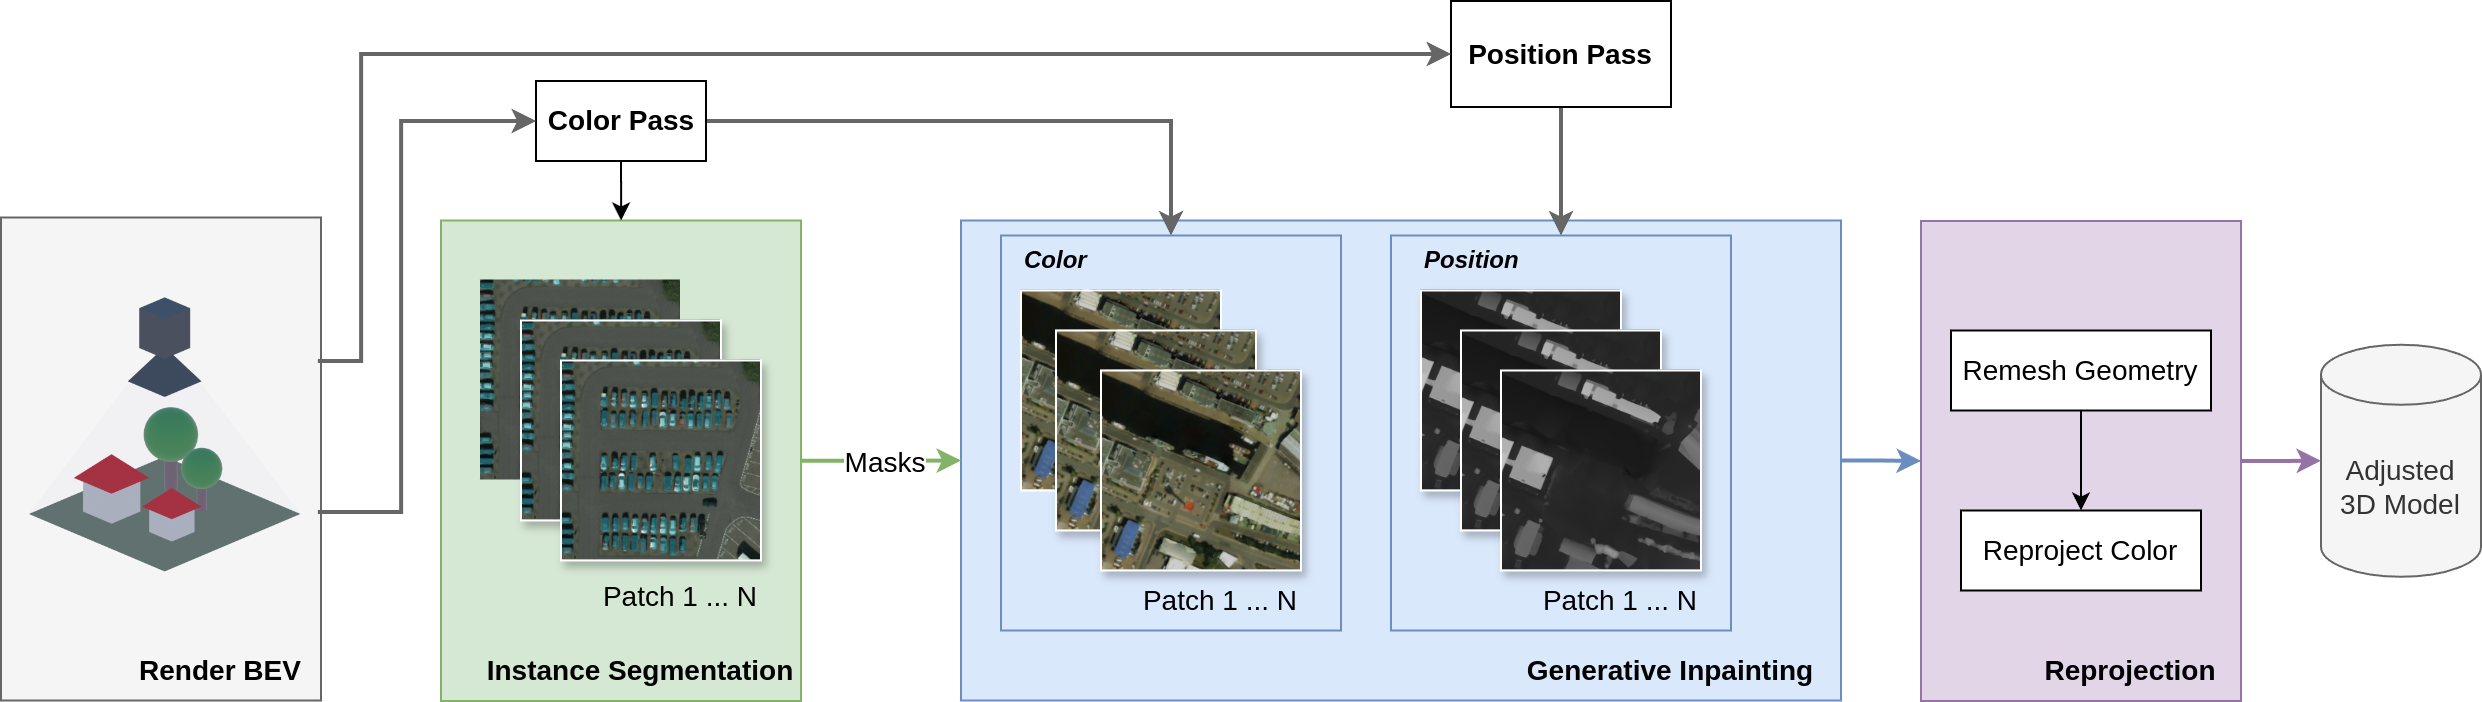 Position Pass
Color Pass
Color
Position
Masks
Remesh Geometry
Reproject Color
Adjusted
3D Model
Patch 1 ... N
Patch 1 ... N
Patch 1 ... N
Render BEV
Instance Segmentation
Generative Inpainting
Reprojection